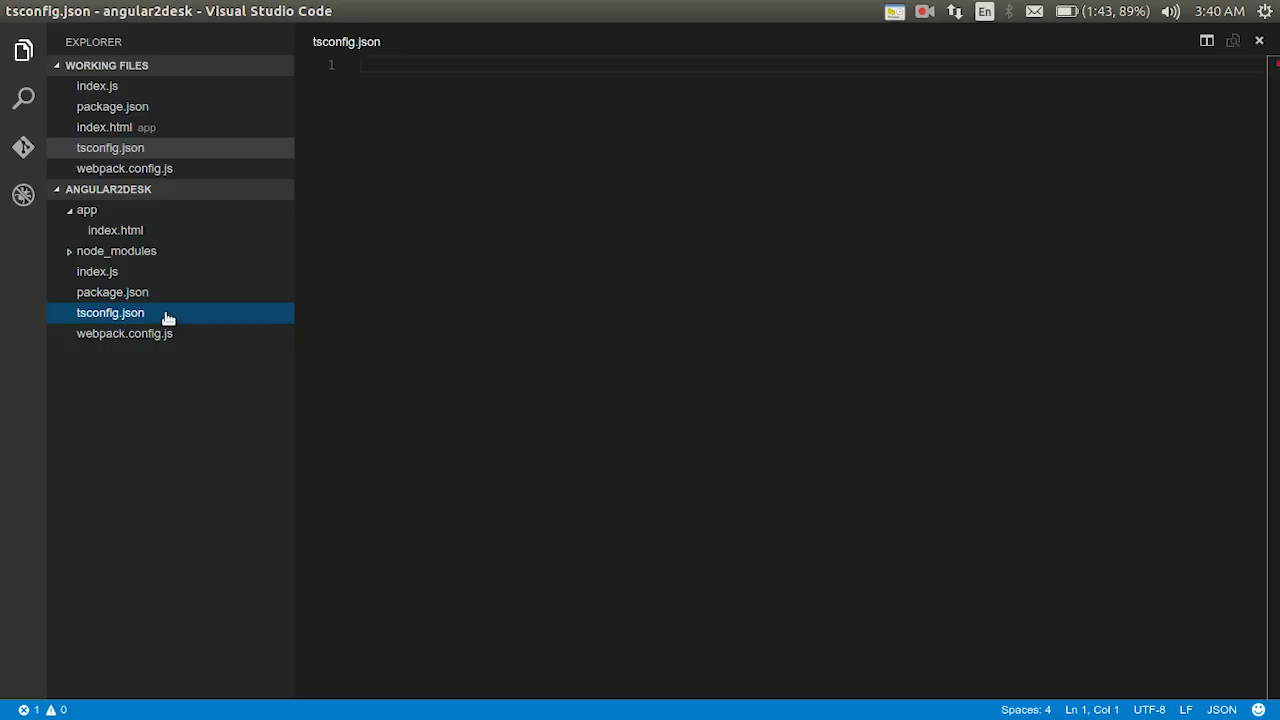 tsconfig.json - angular2desk - Visual Studio Code
En
(1:43, 89%)
3:40 AM
EXPLORER
WORKING FILES
index.js
package.json
index.html app
tsconfig.json
webpack.config.js
ANGULAR2DESK
app
index.html
node_modules
index.js
package.json
tsconfig.json
webpack.config.js
tsconfig.json
1
1 0
Spaces: 4 Ln 1, Col 1 UTF-8 LF JSON